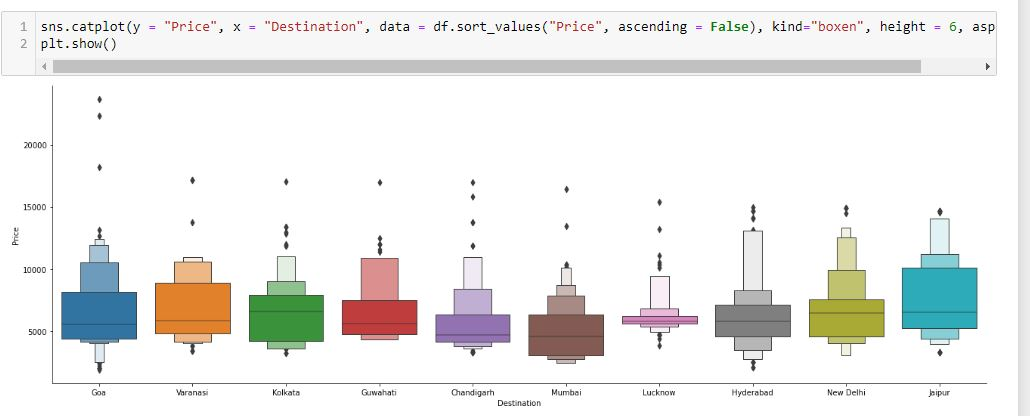 1 sns.catplot(y = "Price", x = "Destination", data = df.sort_values("Price", ascending = False), kind="boxen", height = 6, asp
2 plt.show()
20000
15000
Price
10000
5000
Goa Varanasi Kolkata Guwahati Chandigarh Mumbai Lucknow Hyderabad New Delhi Jaipur
Destination